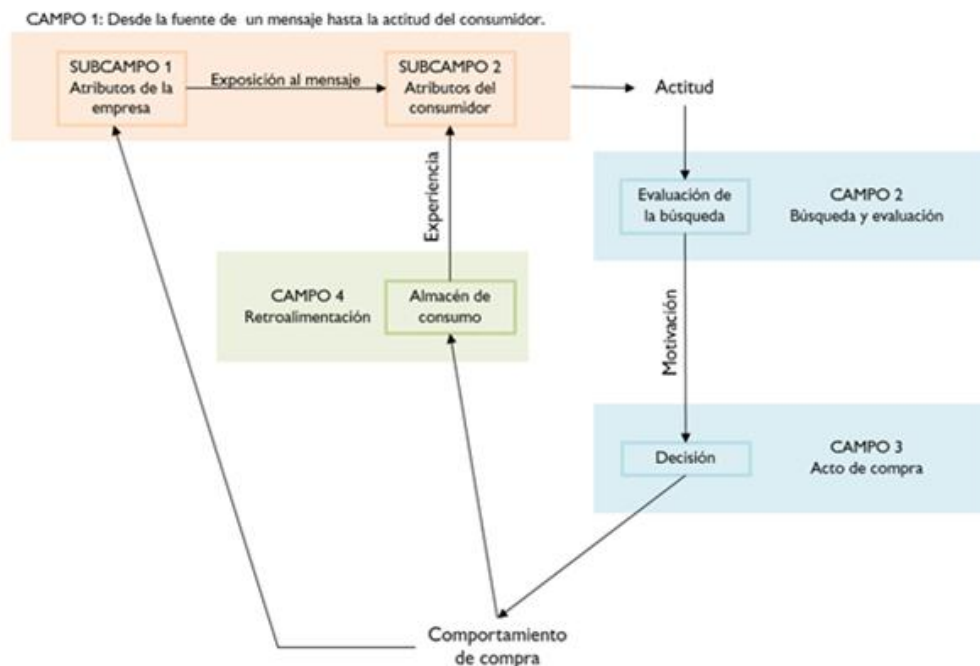 CAMPO 1: Desde la fuente de un mensaje hasta la actitud del consumidor.
SUBCAMPO 1
Atributos de la
empresa
Exposición al mensaje
SUBCAMPO 2
Atributos del
consumidor
Actitud
Experiencia
Evaluación de
la búsqueda
CAMPO 2
Búsqueda y evaluación
CAMPO 4
Retroalimentación
Almacén de
consumo
Motivación
Decisión
CAMPO 3
Acto de compra
Comportamiento
de compra